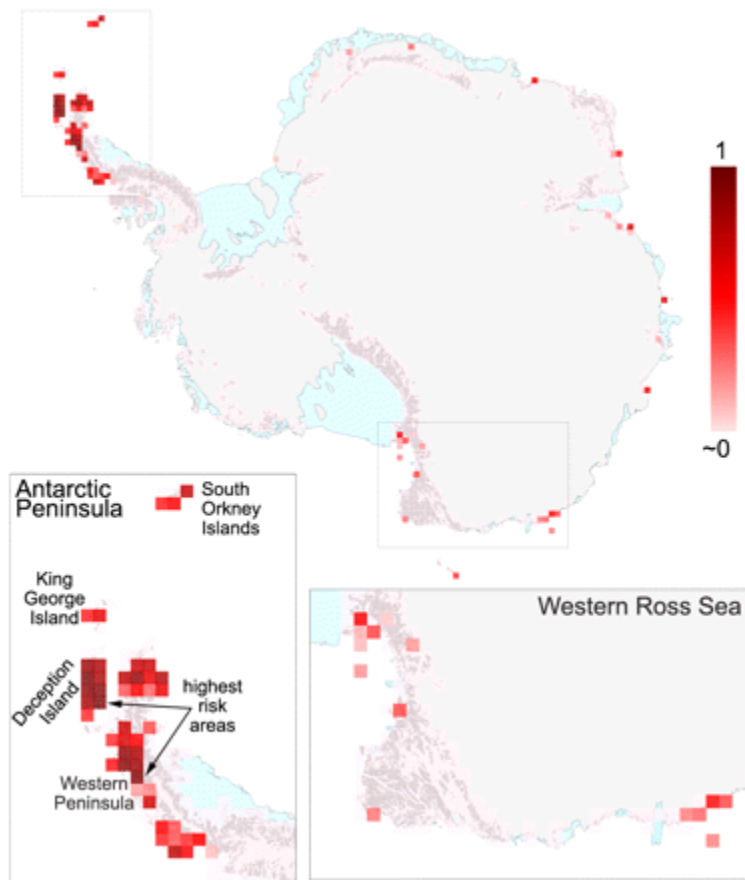 1
~0
Antarctic
Peninsula
South
Orkney
Islands
King
George
Island
Deception
Island
highest
risk
areas
Western
Peninsula
Western Ross Sea